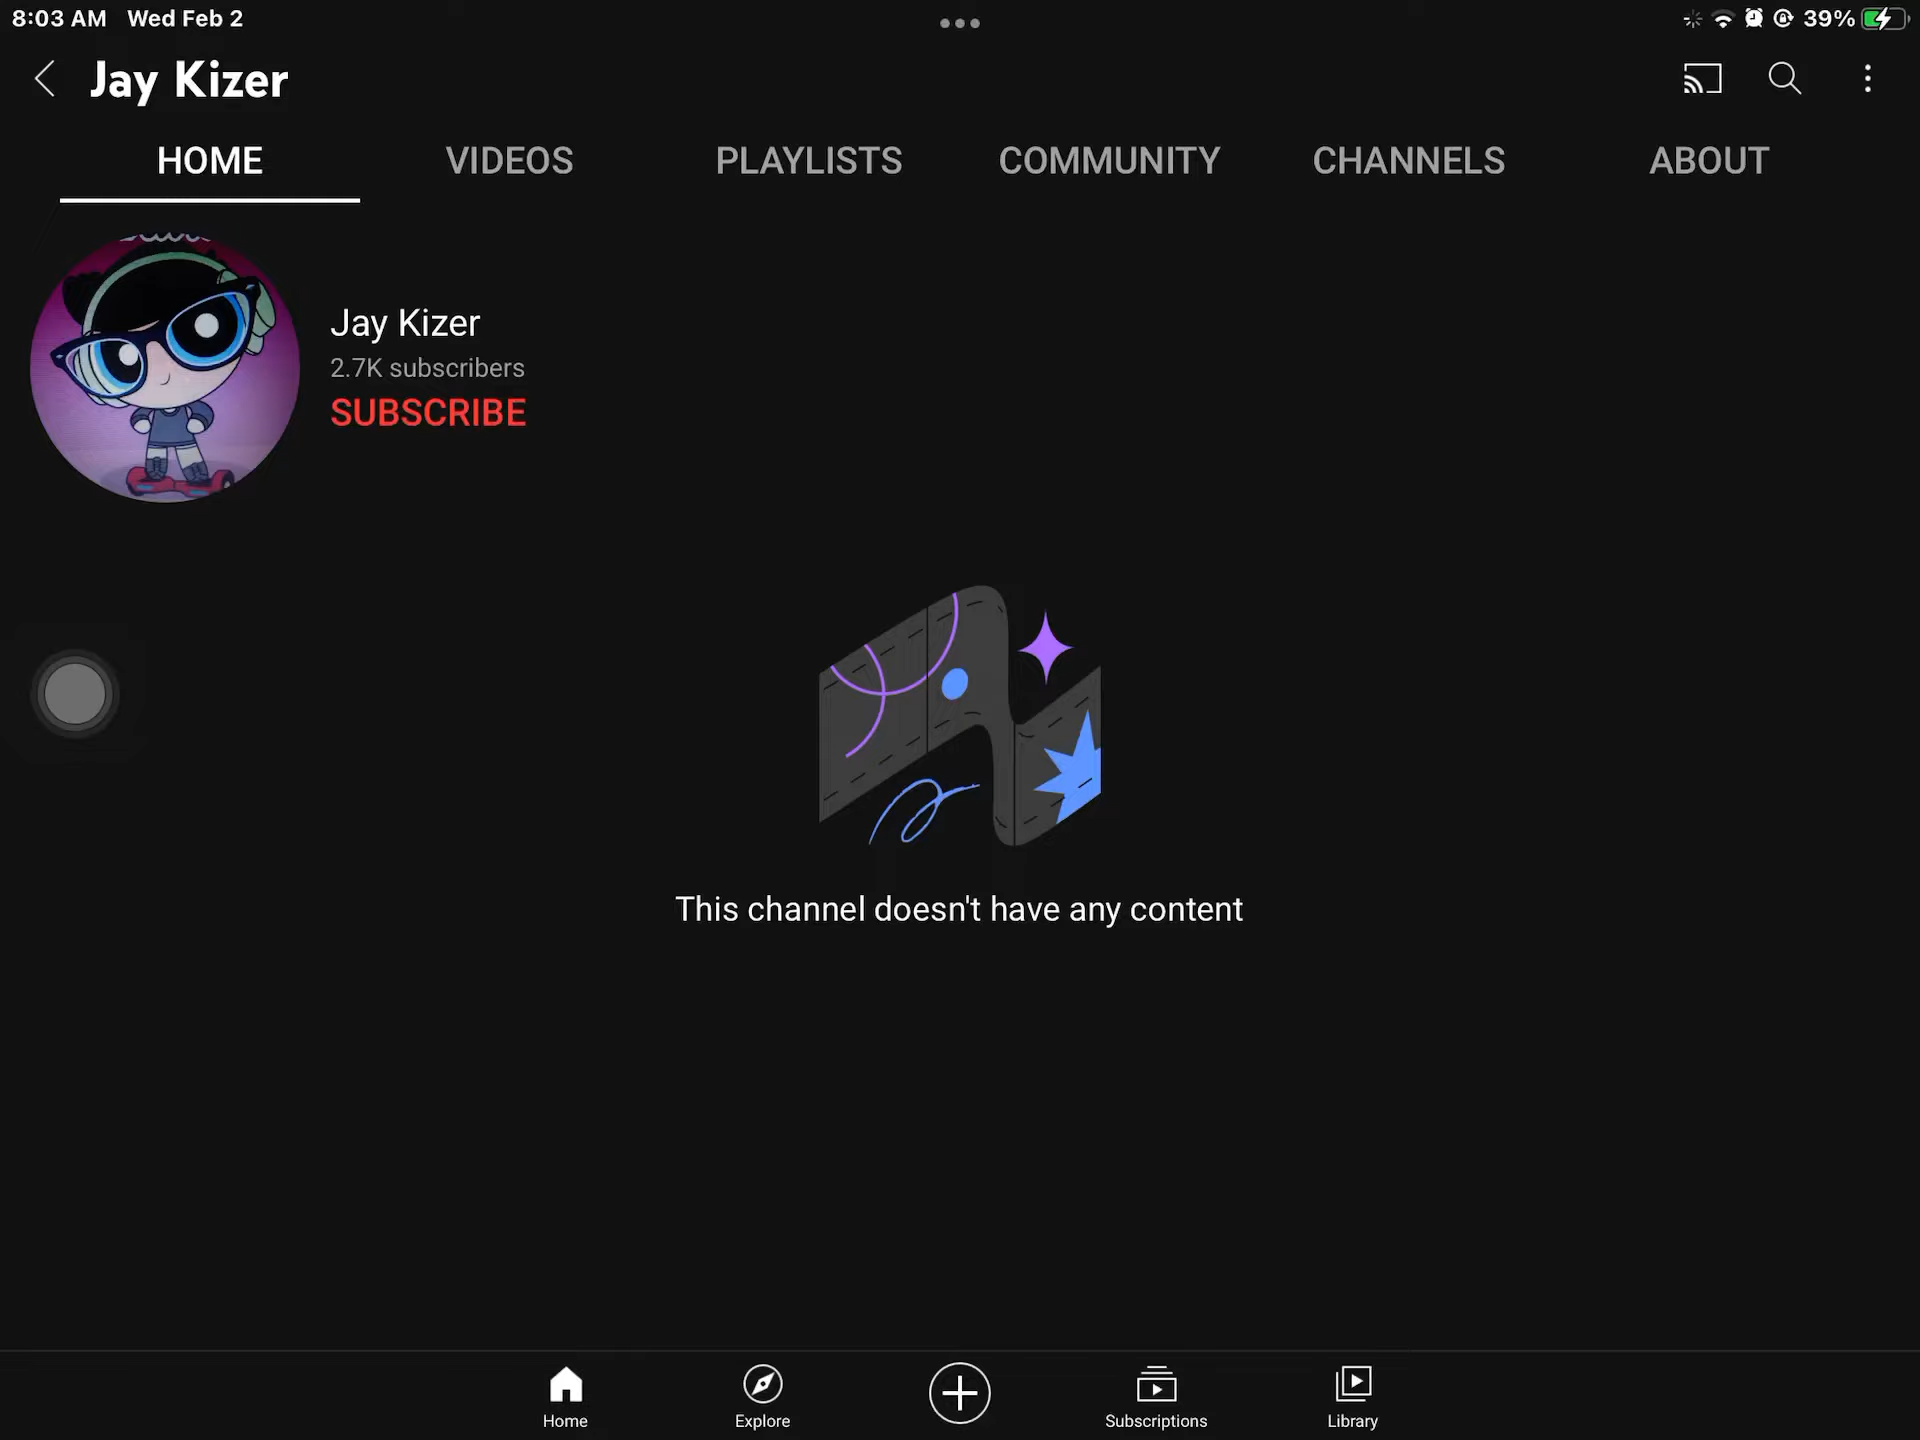 8:03 AM Wed Feb 2
39%
Jay Kizer
HOME VIDEOS PLAYLISTS COMMUNITY CHANNELS ABOUT
Jay Kizer
2.7K subscribers
SUBSCRIBE
This channel doesn't have any content
Home Explore Subscriptions Library